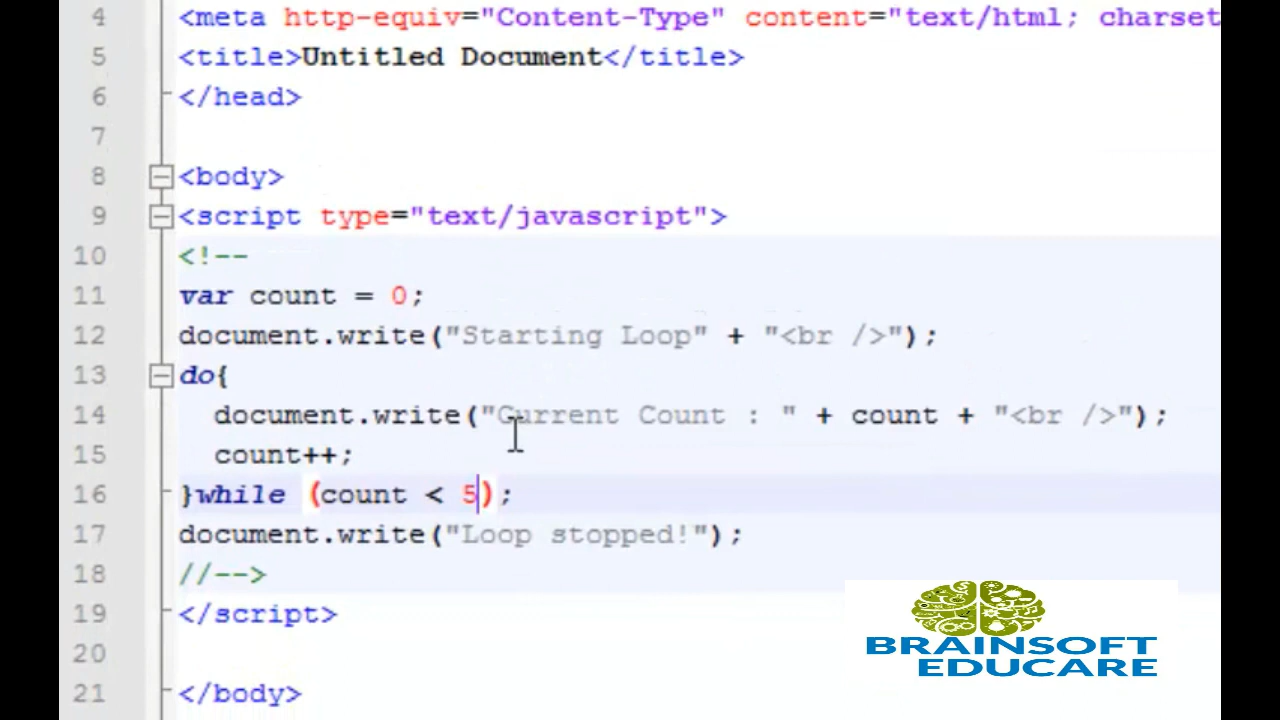 4 <meta http-equiv="Content-Type" content="text/html; charset
5 <title>Untitled Document</title>
6 </head>
7
8 <body>
9 <script type="text/javascript">
10 <!--
11 var count = 0;
12 document.write("Starting Loop" + "<br />");
13 do{
14 document.write("Current Count : " + count + "<br />");
15 count++;
16 }while (count < 5);
17 document.write("Loop stopped!");
18 //-->
19 </script>
20
21 </body>
BRAINSOFT
EDUCARE